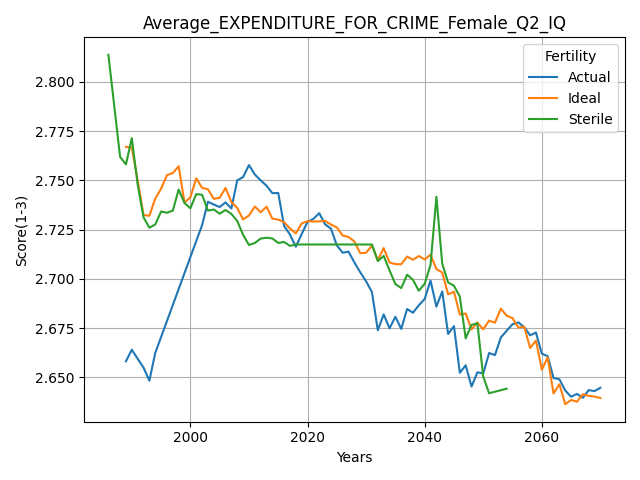 Average_EXPENDITURE_FOR_CRIME_Female_Q2_IQ
Fertility
Actual
Ideal
Sterile
Score(1-3)
2.800
2.775
2.750
2.725
2.700
2.675
2.650
2000
2020
2040
2060
Years